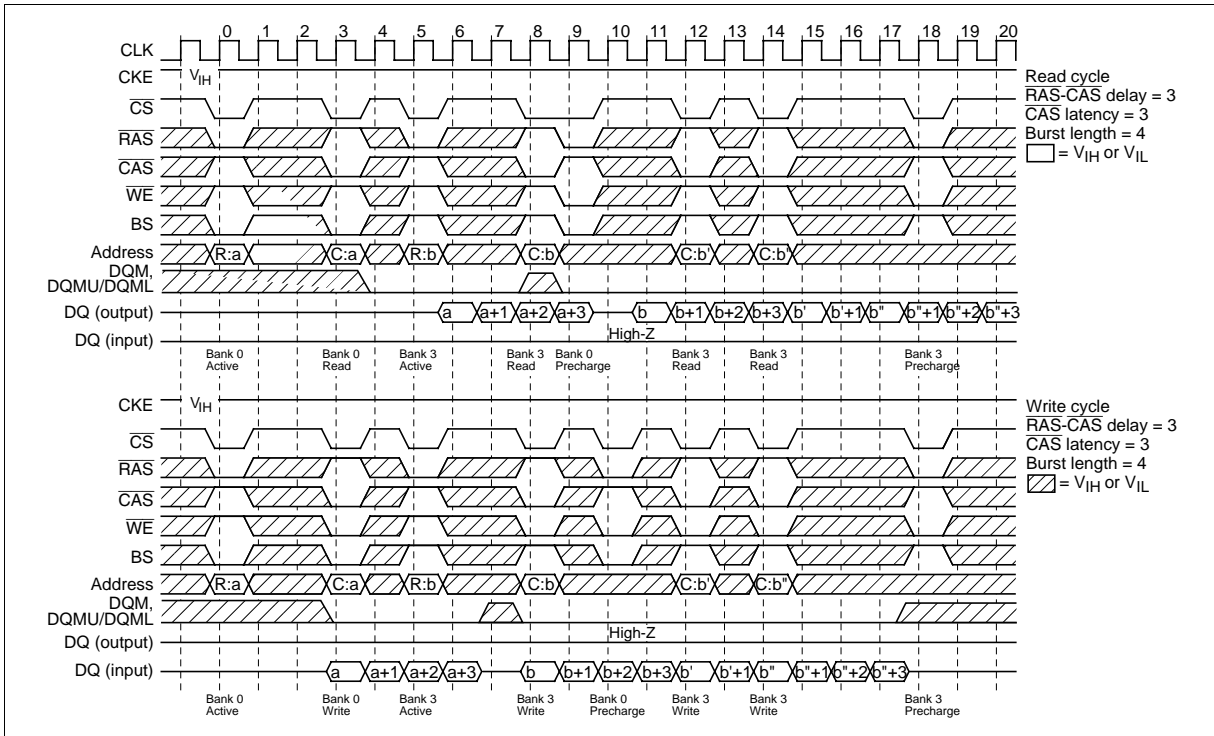 0 1 2 3 4 5 6 7 8 9 10 11 12 13 14 15 16 17 18 19 20
CLK
CKE VIH
CS
RAS
CAS
WE
BS
Address R:a C:a R:b C:b C:b' C:b'
DQM,
DQMU/DQML
DQ (output) a a+1 a+2 a+3 b b+1 b+2 b+3 b' b'+1 b" b"+1 b"+2 b"+3
High-Z
DQ (input)
Bank 0 Active
Bank 0 Read
Bank 3 Active
Bank 3 Read
Bank 0 Precharge
Bank 3 Read
Bank 3 Read
Bank 3 Precharge
Read cycle
RAS-CAS delay = 3
CAS latency = 3
Burst length = 4
= VIH or VIL
CKE VIH
CS
RAS
CAS
WE
BS
Address R:a C:a R:b C:b C:b' C:b"
DQM,
DQMU/DQML
High-Z
DQ (output)
DQ (input) a a+1 a+2 a+3 b b+1 b+2 b+3 b' b'+1 b" b"+1 b"+2 b"+3
Bank 0 Active
Bank 0 Write
Bank 3 Active
Bank 3 Write
Bank 0 Precharge
Bank 3 Write
Bank 3 Write
Bank 3 Precharge
Write cycle
RAS-CAS delay = 3
CAS latency = 3
Burst length = 4
= VIH or VIL